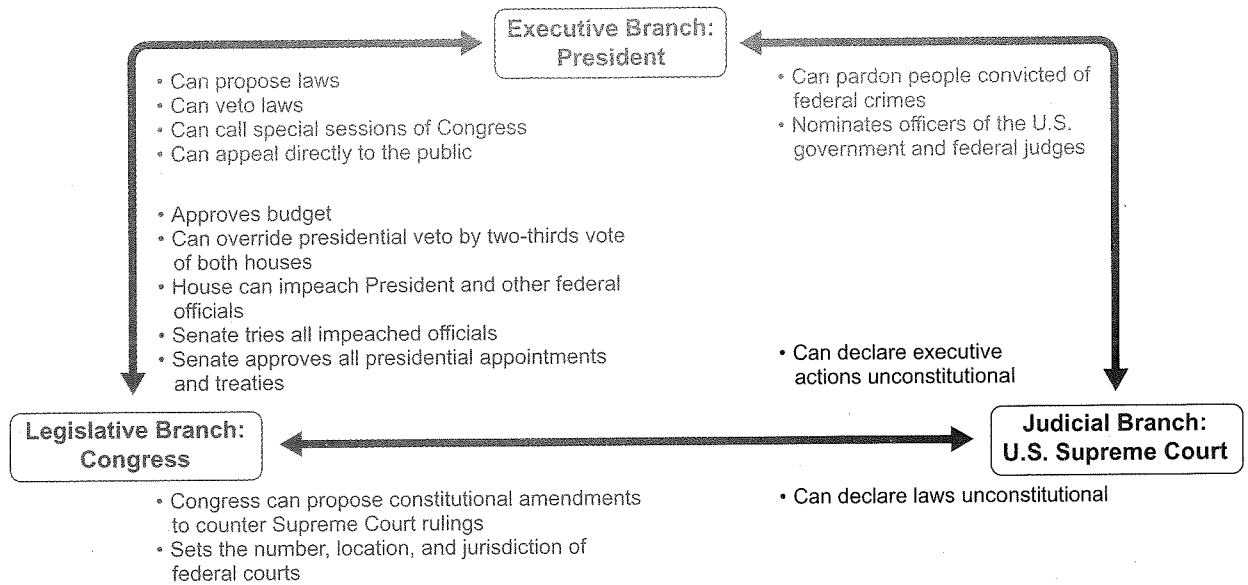 Executive Branch:
President
• Can propose laws
• Can veto laws
• Can call special sessions of Congress
• Can appeal directly to the public
• Can pardon people convicted of
federal crimes
• Nominates officers of the U.S.
government and federal judges
• Approves budget
• Can override presidential veto by two-thirds vote
of both houses
• House can impeach President and other federal
officials
• Senate tries all impeached officials
• Senate approves all presidential appointments
and treaties
• Can declare executive
actions unconstitutional
Legislative Branch:
Congress
Judicial Branch:
U.S. Supreme Court
• Congress can propose constitutional amendments
to counter Supreme Court rulings
• Sets the number, location, and jurisdiction of
federal courts
• Can declare laws unconstitutional